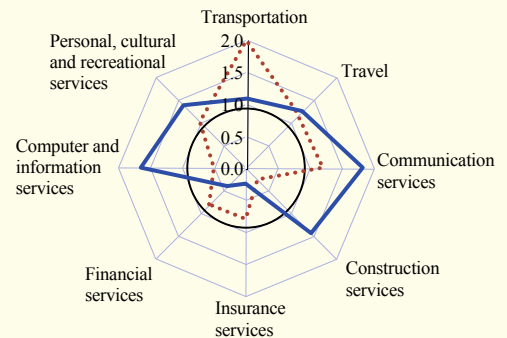 Transportation
2.0
Personal, cultural
and recreational
services
1.5
Travel
1.0
0.5
Computer and
information
services
0.0
Communication
services
Financial
services
Construction
services
Insurance
services